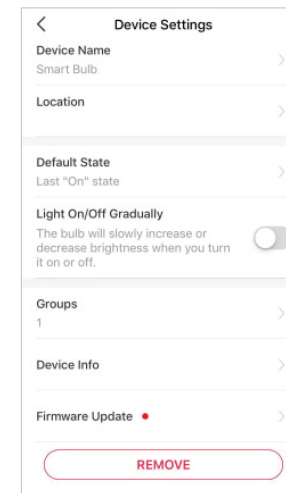 Device Settings
Device Name
Smart Bulb
Location
Default State
Last "On" state
Light On/Off Gradually
The bulb will slowly increase or
decrease brightness when you turn
it on or off.
Groups
1
Device Info
Firmware Update
REMOVE